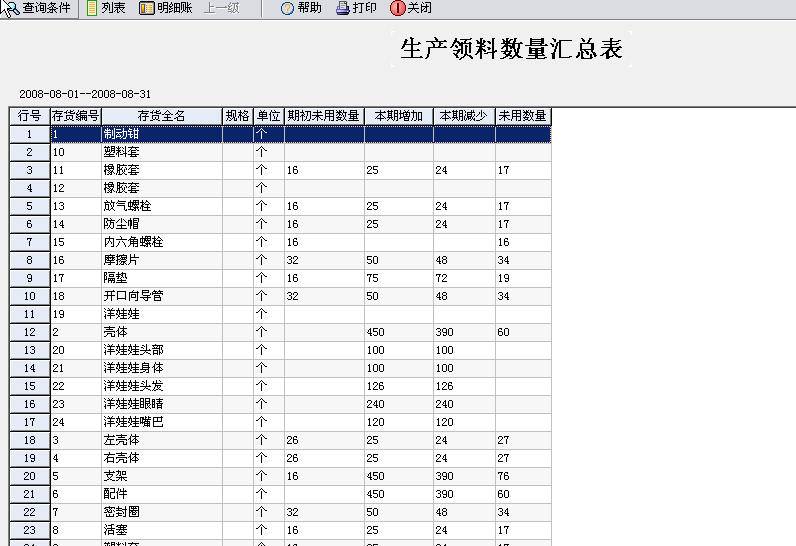 查询条件 列表 明细账 上一级 帮助 打印 关闭
生产领料数量汇总表
2008-08-01--2008-08-31
行号 存货编号 存货全名 规格 单位 期初未用数量 本期增加 本期减少 未用数量
1 1 制动钳 个
2 10 塑料套 个
3 11 橡胶套 个 16 25 24 17
4 12 橡胶套 个
5 13 放气螺栓 个 16 25 24 17
6 14 防尘帽 个 16 25 24 17
7 15 内六角螺栓 个 16 16
8 16 摩擦片 个 32 50 48 34
9 17 隔垫 个 16 75 72 19
10 18 开口向导管 个 32 50 48 34
11 19 洋娃娃 个
12 2 壳体 个 450 390 60
13 20 洋娃娃头部 个 100 100
14 21 洋娃娃身体 个 100 100
15 22 洋娃娃头发 个 126 126
16 23 洋娃娃眼睛 个 240 240
17 24 洋娃娃嘴巴 个 120 120
18 3 左壳体 个 26 25 24 27
19 4 右壳体 个 26 25 24 27
20 5 支架 个 16 450 390 76
21 6 配件 个 450 390 60
22 7 密封圈 个 32 50 48 34
23 8 活塞 个 16 25 24 17